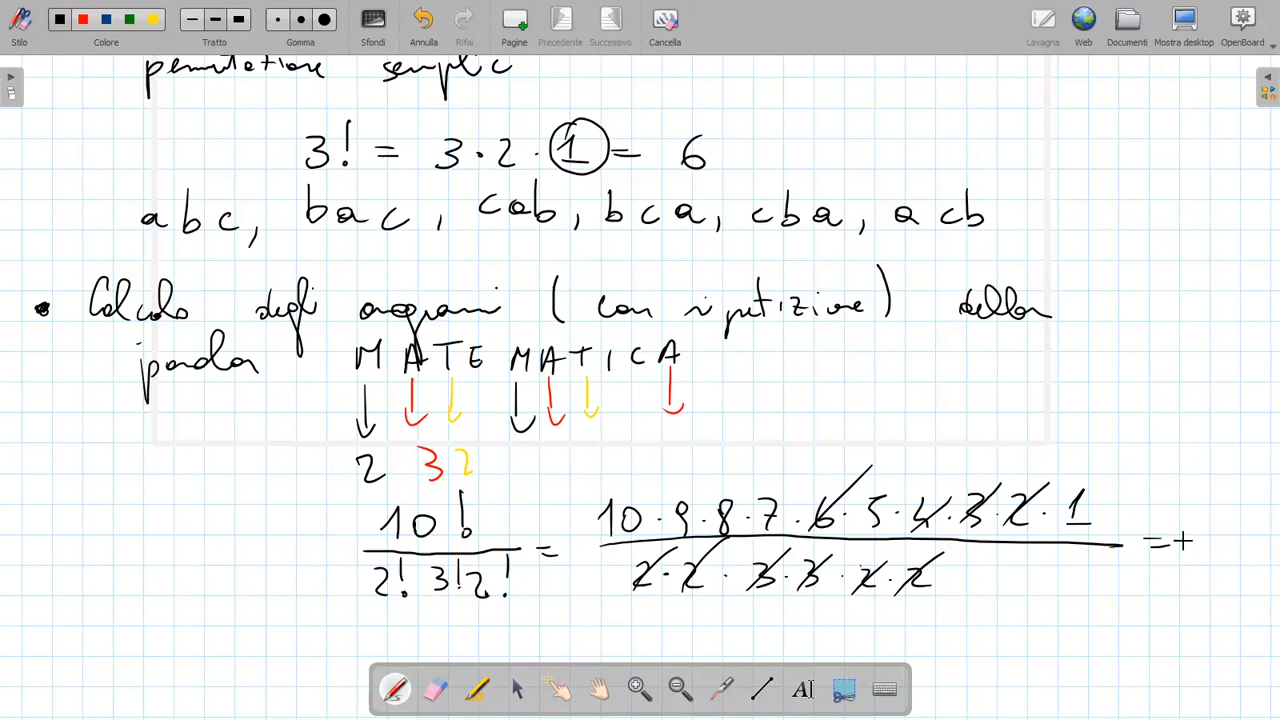 Stilo Colore Tratto Gomma Sfondi Annulla Rifai Pagine Precedente Successivo Cancella Lavagna Web Documenti Mostra desktop OpenBoard
permutazione semplic
3! = 3 · 2 · 1 = 6
abc, bac, cab, bca, cba, acb
• Calcolo degli anagrammi (con ripetizione) della
parola MATEMATICA
2 3 2
10! / 2! 3! 2! = 10 · 9 · 8 · 7 · 6 · 5 · 4 · 3 · 2 · 1 / 2 · 2 · 3 · 3 · 2 · 2 =